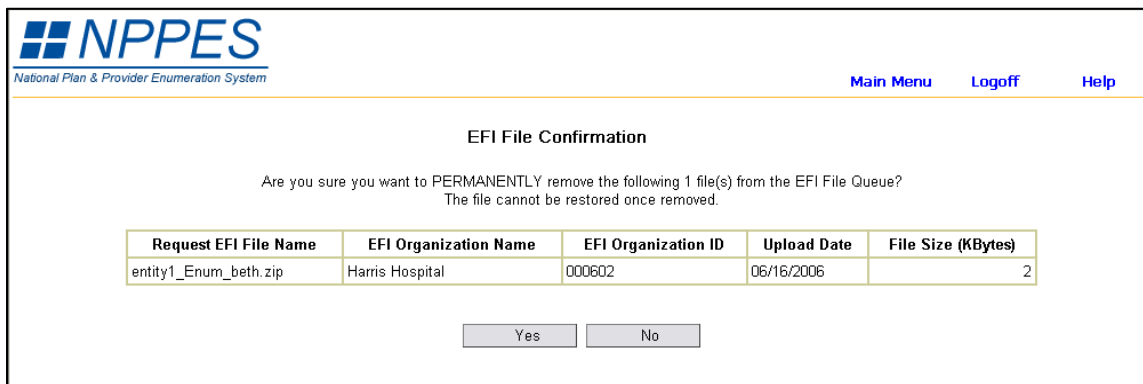 NPPES
National Plan & Provider Enumeration System
Main Menu Logoff Help
EFI File Confirmation
Are you sure you want to PERMANENTLY remove the following 1 file(s) from the EFI File Queue?
The file cannot be restored once removed.
Request EFI File Name EFI Organization Name EFI Organization ID Upload Date File Size (KBytes)
entity1_Enum_beth.zip Harris Hospital 000602 06/16/2006 2
Yes No